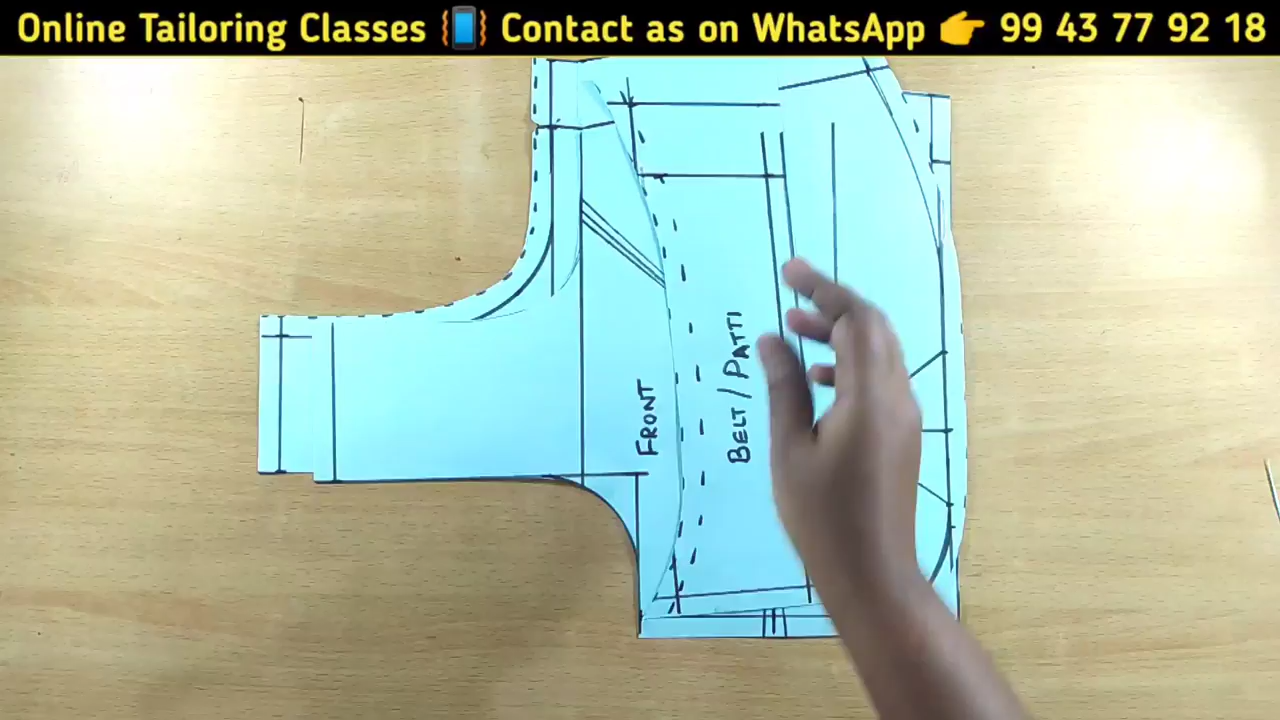 Online Tailoring Classes 📳 Contact as on WhatsApp 👉 99 43 77 92 18
FRONT
BELT / PATTI